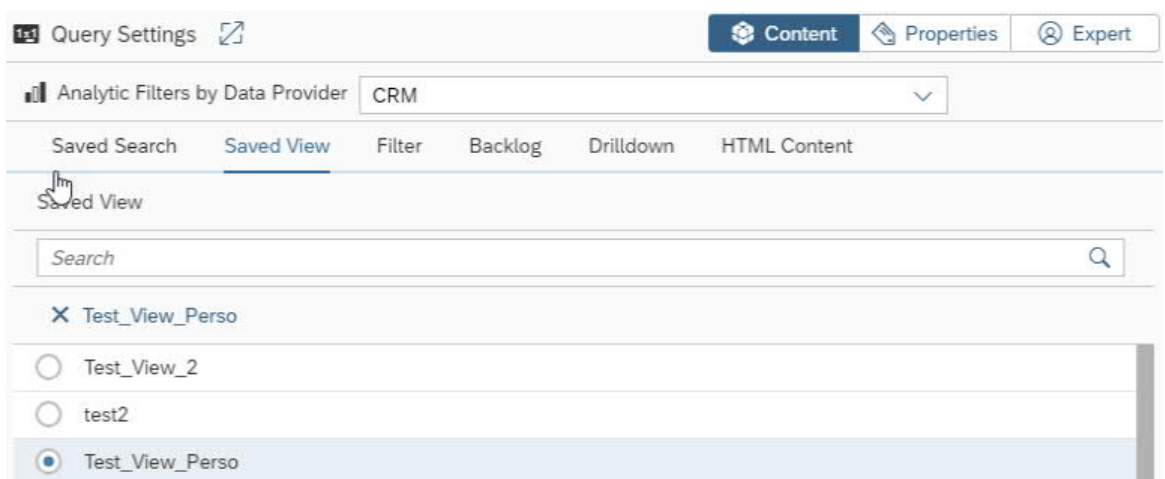 1x1 Query Settings Content Properties Expert
Analytic Filters by Data Provider CRM
Saved Search Saved View Filter Backlog Drilldown HTML Content
Saved View
Search
Test_View_Perso
Test_View_2
test2
Test_View_Perso